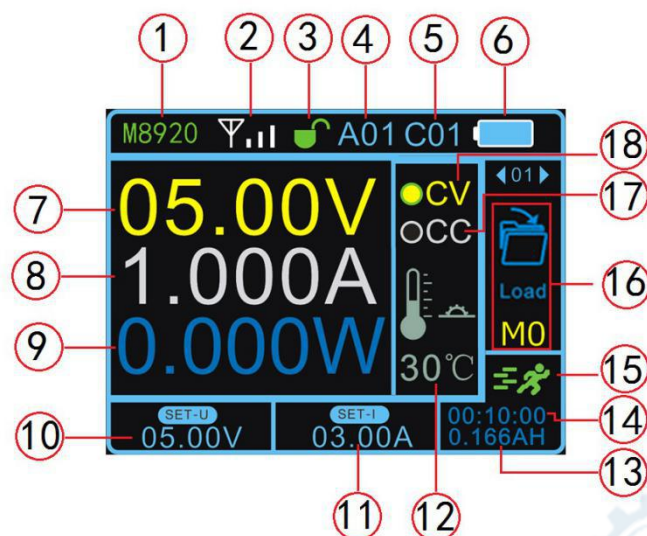 1 2 3 4 5 6
M8920 A01 C01
7 05.00V CV 01 18
CC 17
8 1.000A Load 16
9 0.000W 30℃ M0
15
SET-U SET-I 00:10:00 14
10 05.00V 03.00A 0.166AH
11 12 13